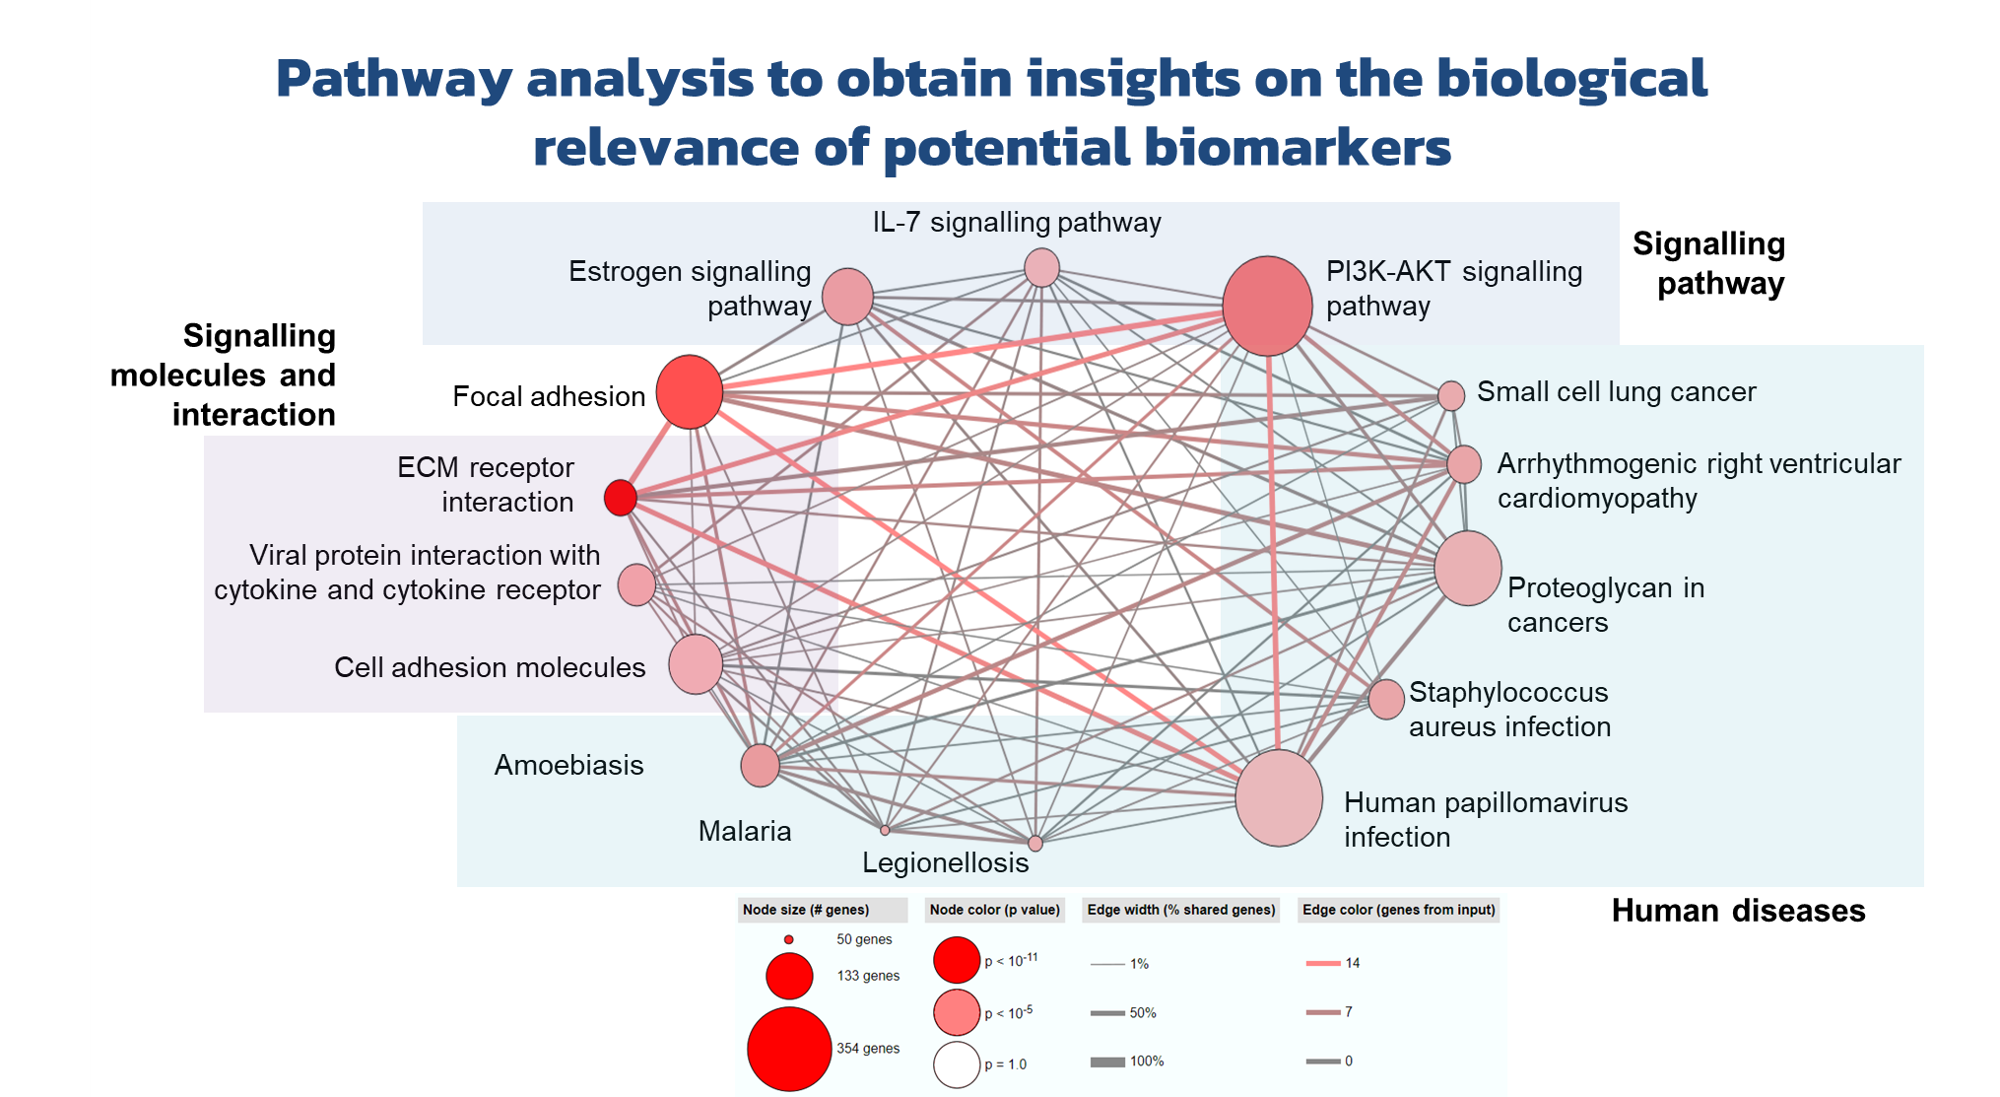 Pathway analysis to obtain insights on the biological
relevance of potential biomarkers
IL-7 signalling pathway
Estrogen signalling
pathway
PI3K-AKT signalling
pathway
Signalling
pathway
Signalling
molecules and
interaction
Focal adhesion
Small cell lung cancer
ECM receptor
interaction
Arrhythmogenic right ventricular
cardiomyopathy
Viral protein interaction with
cytokine and cytokine receptor
Proteoglycan in
cancers
Cell adhesion molecules
Staphylococcus
aureus infection
Amoebiasis
Malaria
Legionellosis
Human papillomavirus
infection
Human diseases
Node size (# genes)
50 genes
133 genes
354 genes
Node color (p value)
p < 10-11
p < 10-5
p = 1.0
Edge width (% shared genes)
1%
50%
100%
Edge color (genes from input)
14
7
0